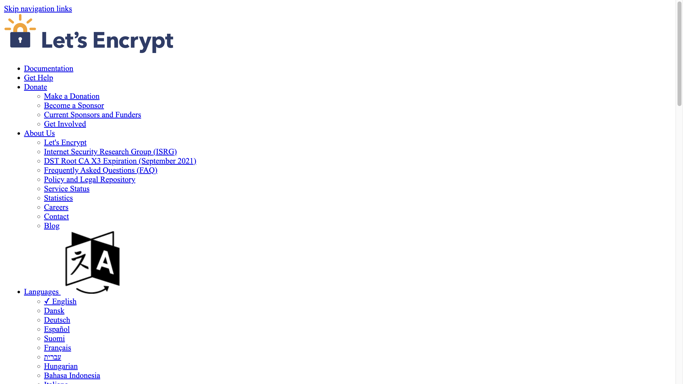 Skip navigation links
Let's Encrypt
Documentation
Get Help
Donate
Make a Donation
Become a Sponsor
Current Sponsors and Funders
Get Involved
About Us
Let's Encrypt
Internet Security Research Group (ISRG)
DST Root CA X3 Expiration (September 2021)
Frequently Asked Questions (FAQ)
Policy and Legal Repository
Service Status
Statistics
Careers
Contact
Blog
文 A
Languages
✓ English
Dansk
Deutsch
Español
Suomi
Français
עברית
Hungarian
Bahasa Indonesia